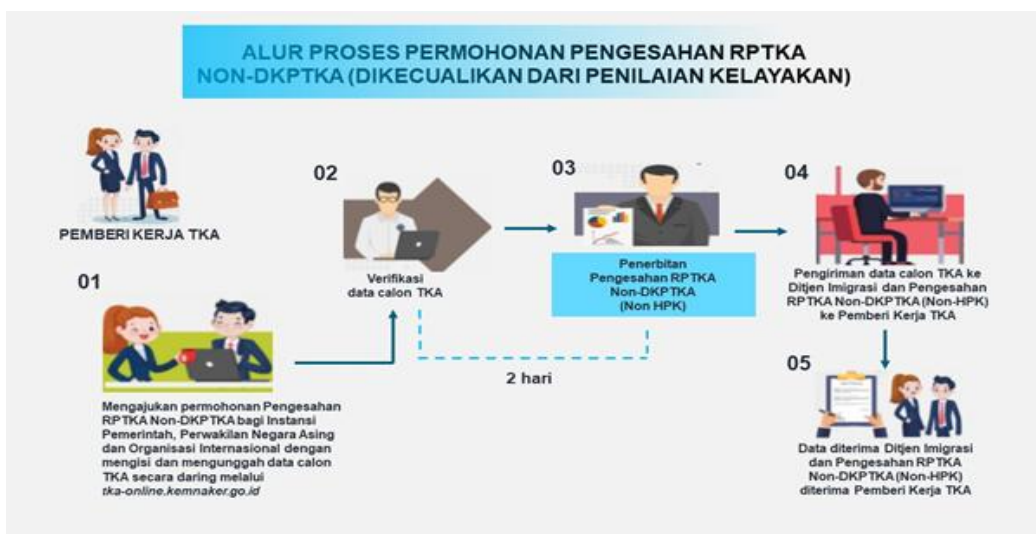 ALUR PROSES PERMOHONAN PENGESAHAN RPTKA
NON-DKPTKA (DIKECUALIKAN DARI PENILAIAN KELAYAKAN)
PEMBERI KERJA TKA
01
Mengajukan permohonan Pengesahan
RPTKA Non-DKPTKA bagi Instansi
Pemerintah, Perwakilan Negara Asing
dan Organisasi Internasional dengan
mengisi dan mengunggah data calon
TKA secara daring melalui
tka-online.kemnaker.go.id
02
Verifikasi
data calon TKA
03
Penerbitan
Pengesahan RPTKA
Non-DKPTKA
(Non HPK)
2 hari
04
Pengiriman data calon TKA ke
Ditjen Imigrasi dan Pengesahan
RPTKA Non-DKPTKA (Non-HPK)
ke Pemberi Kerja TKA
05
Data diterima Ditjen Imigrasi
dan Pengesahan RPTKA
Non-DKPTKA (Non-HPK)
diterima Pemberi Kerja TKA